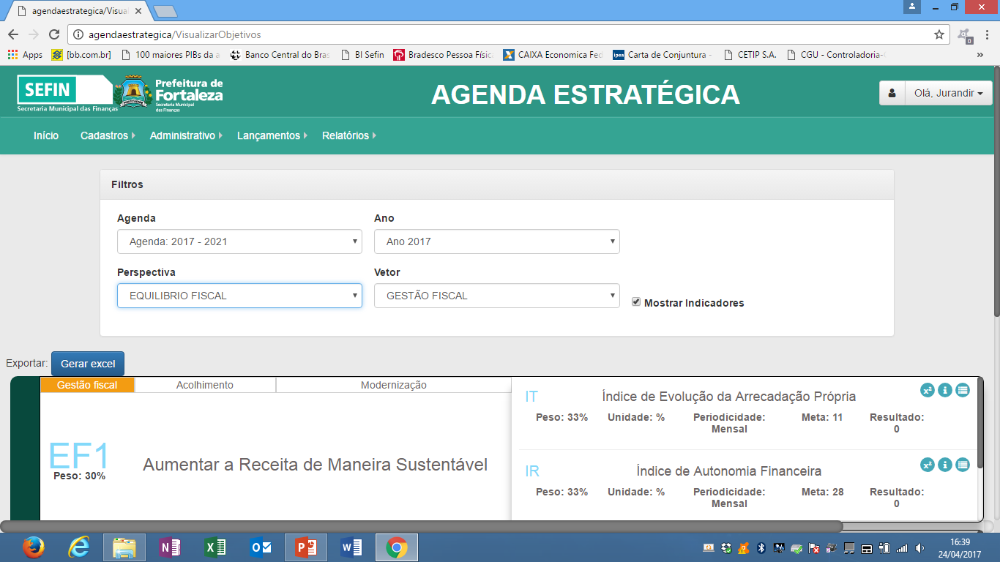 agendaestrategica/Visua
agendaestrategica/VisualizarObjetivos
Apps [bb.com.br] 100 maiores PIBs da a Banco Central do Bras BI Sefin Bradesco Pessoa Físic CAIXA Economica Fed ipea Carta de Conjuntura - CETIP S.A. CGU - Controladoria-G »
SEFIN
Secretaria Municipal das Finanças
Prefeitura de
Fortaleza
Secretaria Municipal
das Finanças
AGENDA ESTRATÉGICA
Olá, Jurandir
Início Cadastros Administrativo Lançamentos Relatórios
Filtros
Agenda Ano
Agenda: 2017 - 2021 Ano 2017
Perspectiva Vetor
EQUILIBRIO FISCAL GESTÃO FISCAL Mostrar Indicadores
Exportar: Gerar excel
Gestão fiscal Acolhimento Modernização
EF1
Peso: 30%
Aumentar a Receita de Maneira Sustentável
IT Índice de Evolução da Arrecadação Própria x² i
Peso: 33% Unidade: % Periodicidade: Meta: 11 Resultado:
Mensal 0
IR Índice de Autonomia Financeira x² i
Peso: 33% Unidade: % Periodicidade: Meta: 28 Resultado:
Mensal 0
16:39
24/04/2017